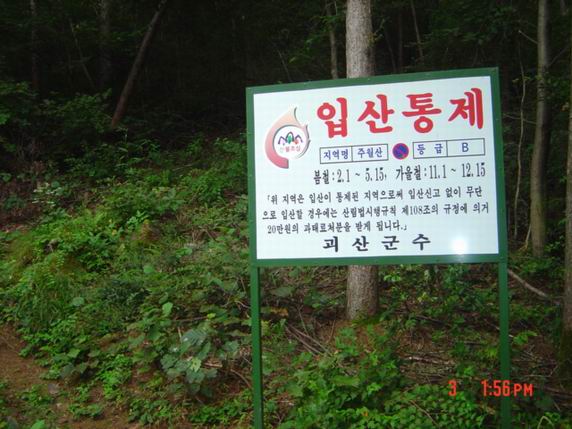 입산통제
산불조심
지역명 주월산 등급 B
봄철:2.1 ~ 5.15, 가을철:11.1 ~ 12.15
「위 지역은 입산이 통제된 지역으로써 입산신고 없이 무단
으로 입산할 경우에는 산림법시행규칙 제108조의 규정에 의거
20만원의 과태료처분을 받게 됩니다.」
괴산군수
3 1:56PM